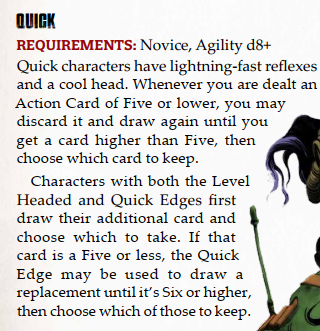 QUICK
REQUIREMENTS: Novice, Agility d8+
Quick characters have lightning-fast reflexes
and a cool head. Whenever you are dealt an
Action Card of Five or lower, you may
discard it and draw again until you
get a card higher than Five, then
choose which card to keep.
Characters with both the Level
Headed and Quick Edges first
draw their additional card and
choose which to take. If that
card is a Five or less, the Quick
Edge may be used to draw a
replacement until it's Six or higher,
then choose which of those to keep.